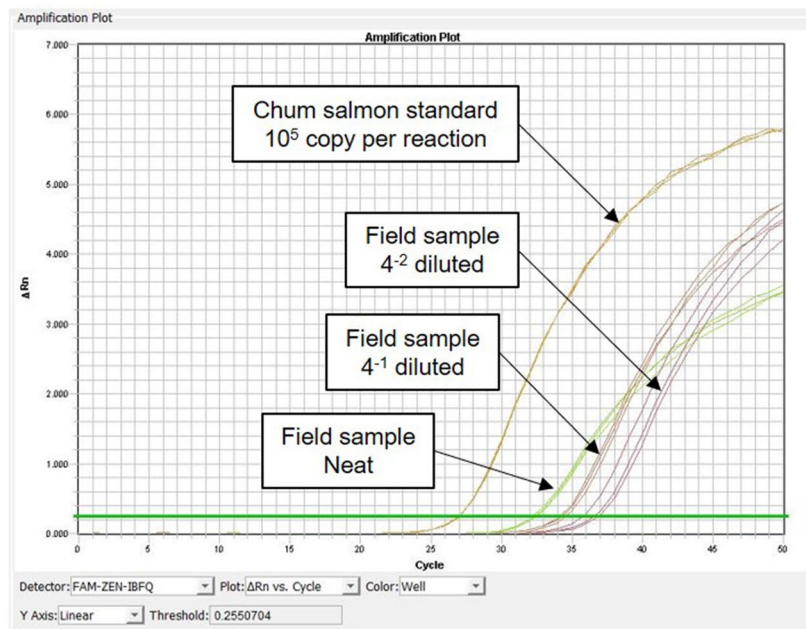 Amplification Plot
Amplification Plot
7.000
6.000
5.000
4.000
3.000
2.000
1.000
0.000
ΔRn
Chum salmon standard
10⁵ copy per reaction
Field sample
4⁻² diluted
Field sample
4⁻¹ diluted
Field sample
Neat
0 5 10 15 20 25 30 35 40 45 50
Cycle
Detector: FAM-ZEN-IBFQ Plot: ΔRn vs. Cycle Color: Well
Y Axis: Linear Threshold: 0.2550704